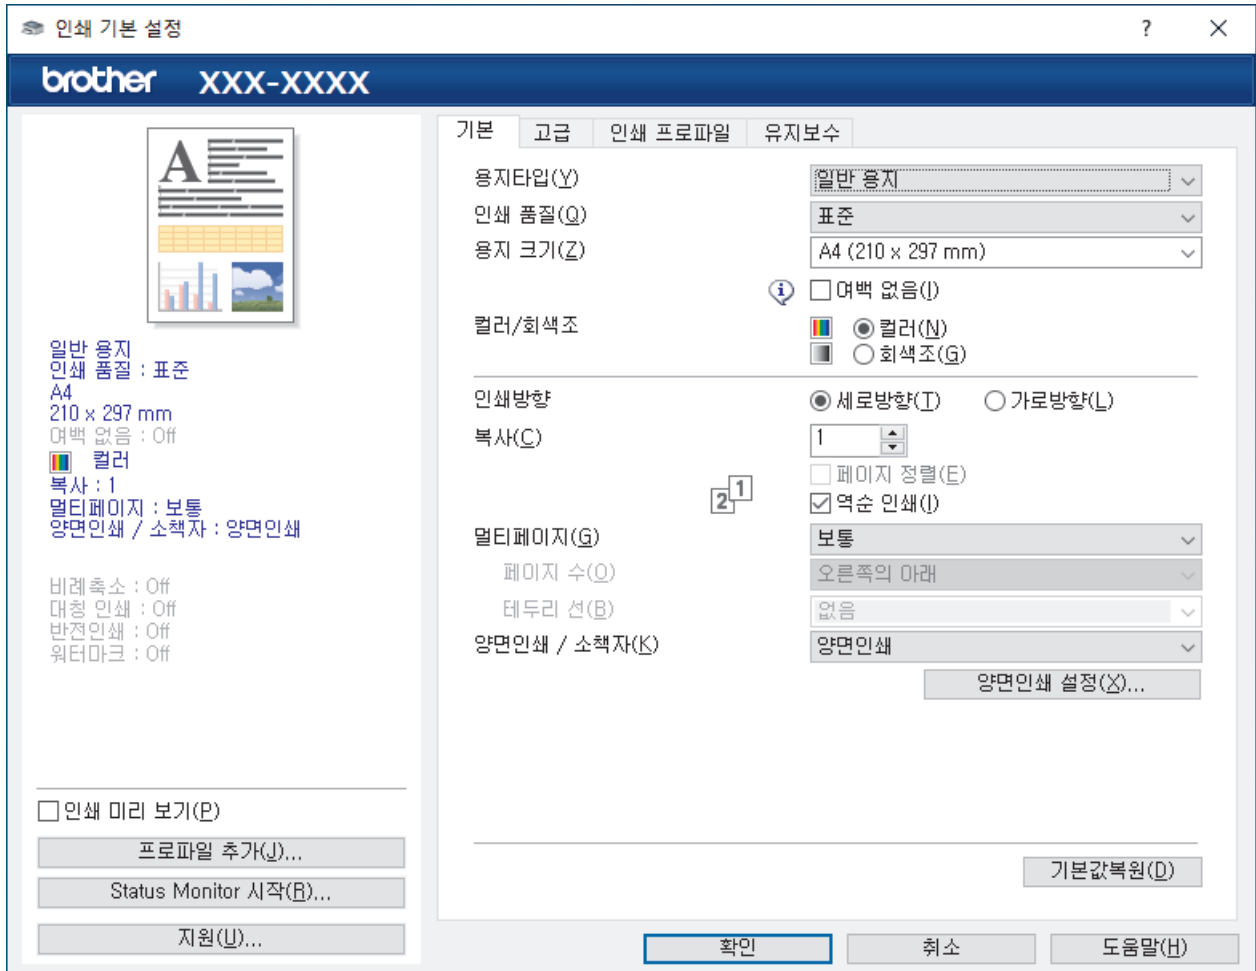 인쇄 기본 설정
brother XXX-XXXX
A
일반 용지
인쇄 품질 : 표준
A4
210 x 297 mm
여백 없음 : Off
컬러
복사 : 1
멀티페이지 : 보통
양면인쇄 / 소책자 : 양면인쇄
비례축소 : Off
대칭 인쇄 : Off
반전인쇄 : Off
워터마크 : Off
인쇄 미리 보기(P)
프로파일 추가(J)...
Status Monitor 시작(R)...
지원(U)...
기본 고급 인쇄 프로파일 유지보수
용지타입(Y) 일반 용지
인쇄 품질(Q) 표준
용지 크기(Z) A4 (210 x 297 mm)
여백 없음(I)
컬러/회색조 컬러(N)
회색조(G)
인쇄방향 세로방향(T) 가로방향(L)
복사(C) 1
페이지 정렬(E)
2 1 역순 인쇄(I)
멀티페이지(G) 보통
페이지 수(O) 오른쪽의 아래
테두리 선(B) 없음
양면인쇄 / 소책자(K) 양면인쇄
양면인쇄 설정(X)...
기본값복원(D)
확인 취소 도움말(H)